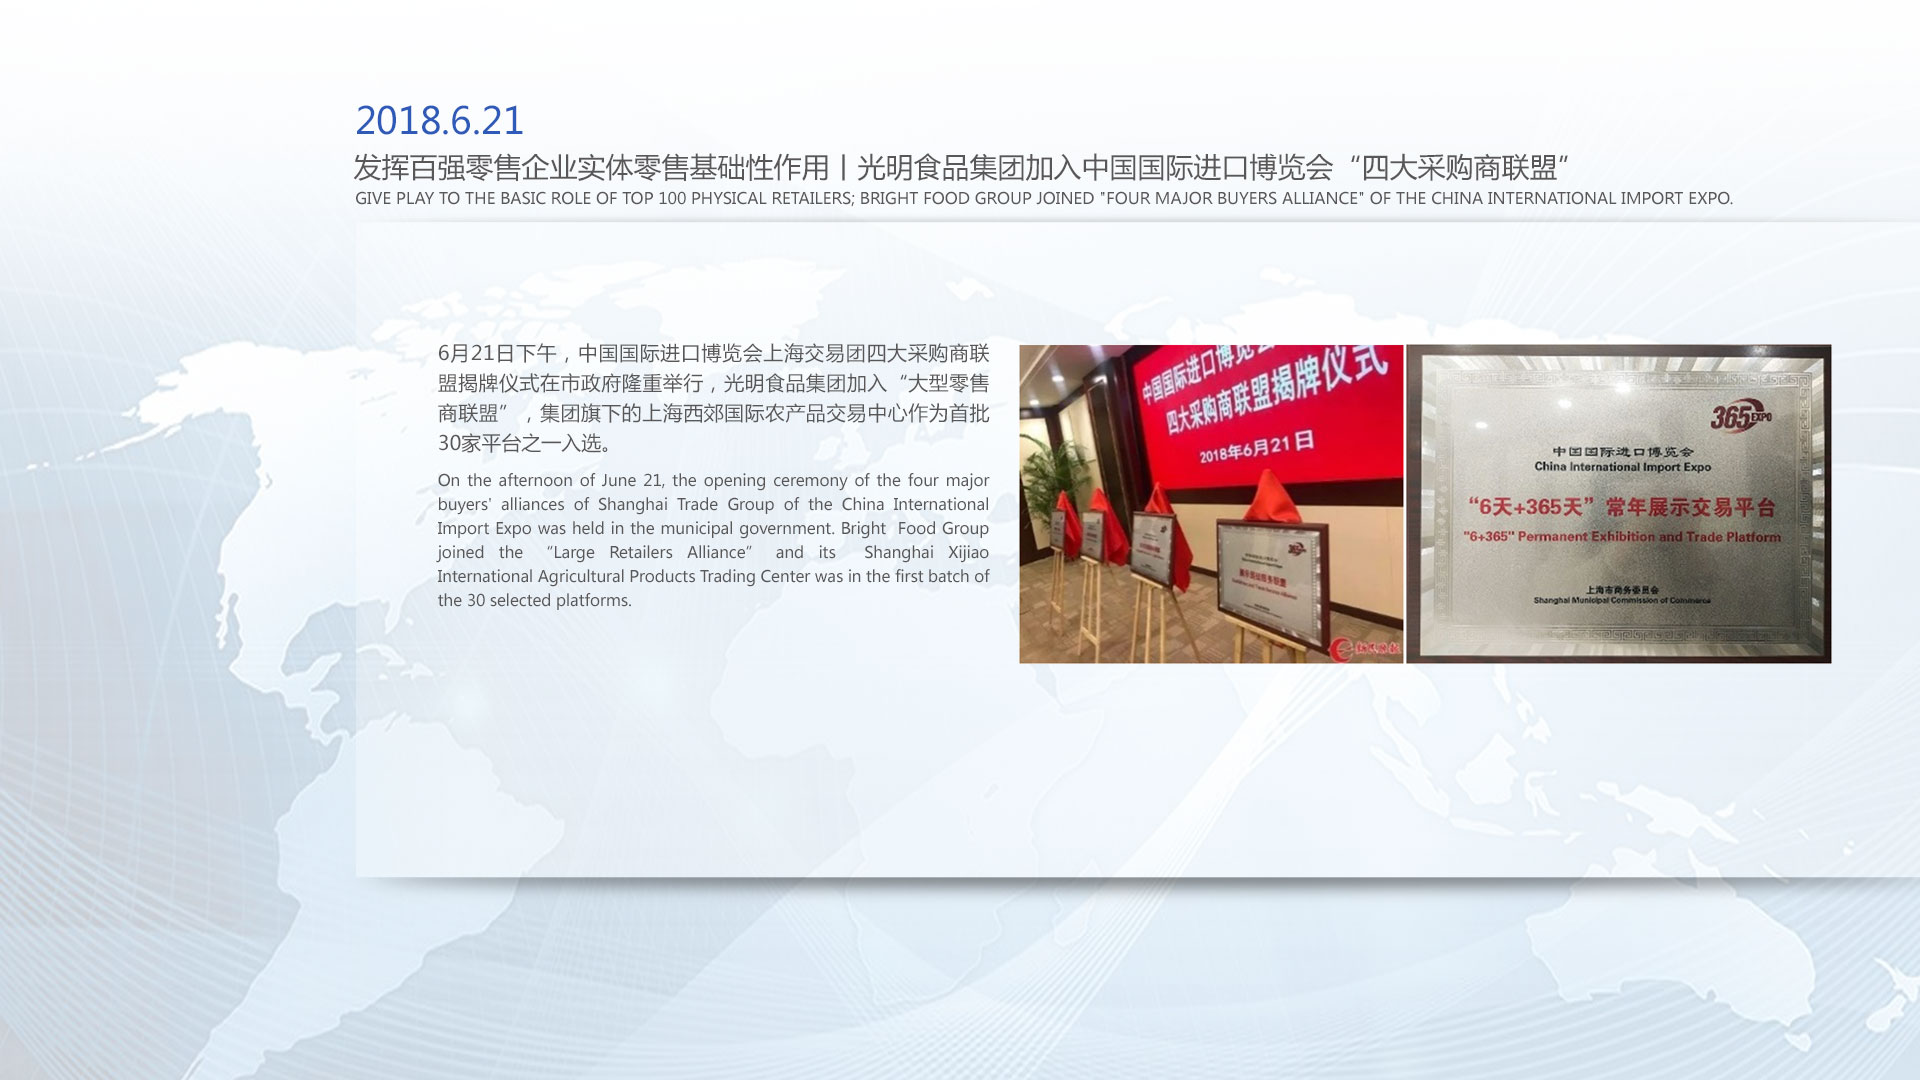 2018.6.21
发挥百强零售企业实体零售基础性作用丨光明食品集团加入中国国际进口博览会“四大采购商联盟”
GIVE PLAY TO THE BASIC ROLE OF TOP 100 PHYSICAL RETAILERS; BRIGHT FOOD GROUP JOINED "FOUR MAJOR BUYERS ALLIANCE" OF THE CHINA INTERNATIONAL IMPORT EXPO.
6月21日下午，中国国际进口博览会上海交易团四大采购商联
盟揭牌仪式在市政府隆重举行，光明食品集团加入“大型零售
商联盟”，集团旗下的上海西郊国际农产品交易中心作为首批
30家平台之一入选。
On the afternoon of June 21, the opening ceremony of the four major
buyers' alliances of Shanghai Trade Group of the China International
Import Expo was held in the municipal government. Bright Food Group
joined the “Large Retailers Alliance” and its Shanghai Xijiao
International Agricultural Products Trading Center was in the first batch of
the 30 selected platforms.
中国国际进口博览会
四大采购商联盟揭牌仪式
2018年6月21日
365EXPO
中国国际进口博览会
China International Import Expo
“6天+365天”常年展示交易平台
"6+365" Permanent Exhibition and Trade Platform
上海市商务委员会
Shanghai Municipal Commission of Commerce